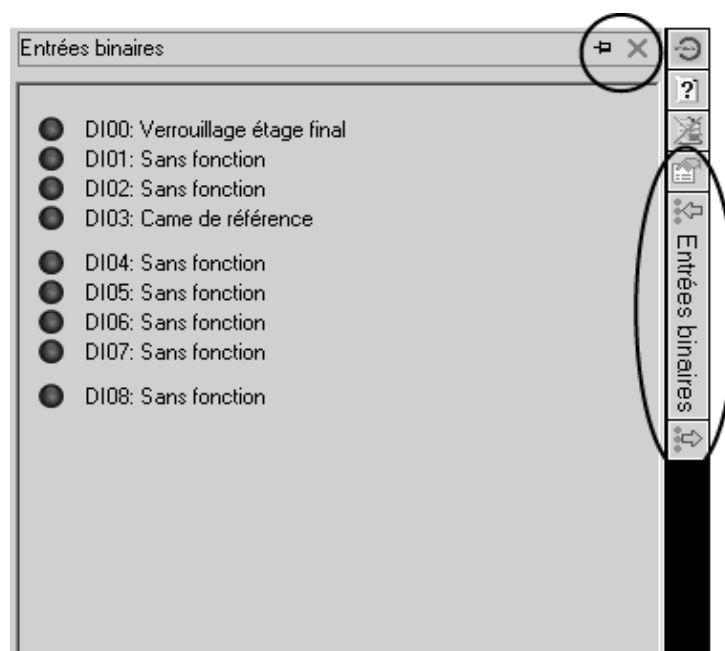 Entrées binaires
?
DI00: Verrouillage étage final
DI01: Sans fonction
DI02: Sans fonction
DI03: Came de référence
DI04: Sans fonction
DI05: Sans fonction
DI06: Sans fonction
DI07: Sans fonction
DI08: Sans fonction
Entrées binaires